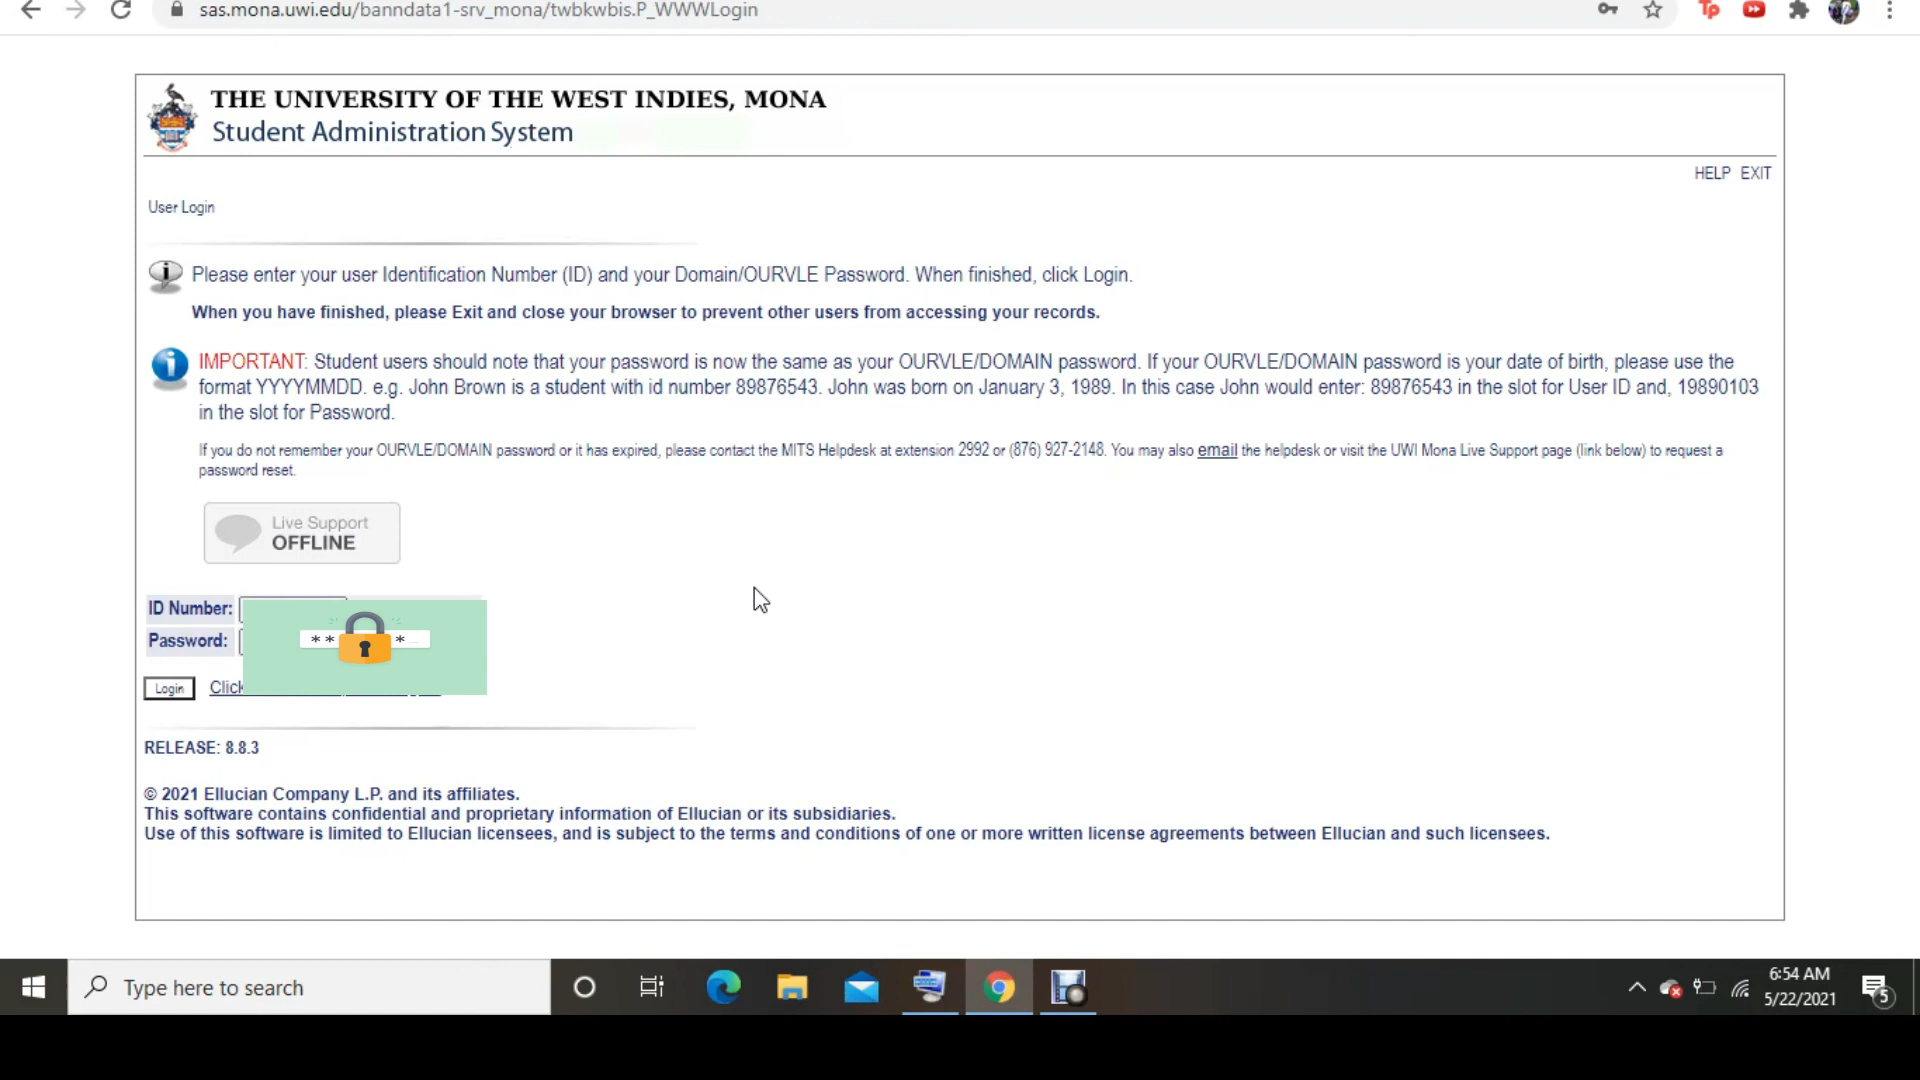 sas.mona.uwi.edu/banndata1-srv_mona/twbkwbis.P_WWWLogin
THE UNIVERSITY OF THE WEST INDIES, MONA
Student Administration System
HELP EXIT
User Login
Please enter your user Identification Number (ID) and your Domain/OURVLE Password. When finished, click Login.
When you have finished, please Exit and close your browser to prevent other users from accessing your records.
IMPORTANT: Student users should note that your password is now the same as your OURVLE/DOMAIN password. If your OURVLE/DOMAIN password is your date of birth, please use the
format YYYYMMDD. e.g. John Brown is a student with id number 89876543. John was born on January 3, 1989. In this case John would enter: 89876543 in the slot for User ID and, 19890103
in the slot for Password.
If you do not remember your OURVLE/DOMAIN password or it has expired, please contact the MITS Helpdesk at extension 2992 or (876) 927-2148. You may also email the helpdesk or visit the UWI Mona Live Support page (link below) to request a
password reset.
Live Support
OFFLINE
ID Number:
Password:
** *
Login Click
RELEASE: 8.8.3
© 2021 Ellucian Company L.P. and its affiliates.
This software contains confidential and proprietary information of Ellucian or its subsidiaries.
Use of this software is limited to Ellucian licensees, and is subject to the terms and conditions of one or more written license agreements between Ellucian and such licensees.
Type here to search
6:54 AM
5/22/2021
5
Tp